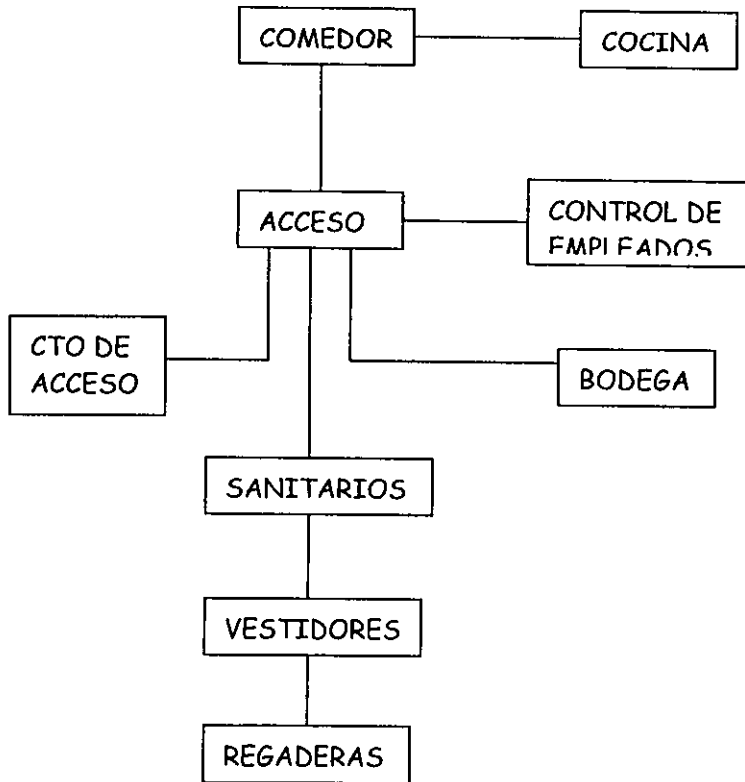 COMEDOR
COCINA
ACCESO
CONTROL DE
EMPLEADOS
CTO DE
ACCESO
BODEGA
SANITARIOS
VESTIDORES
REGADERAS